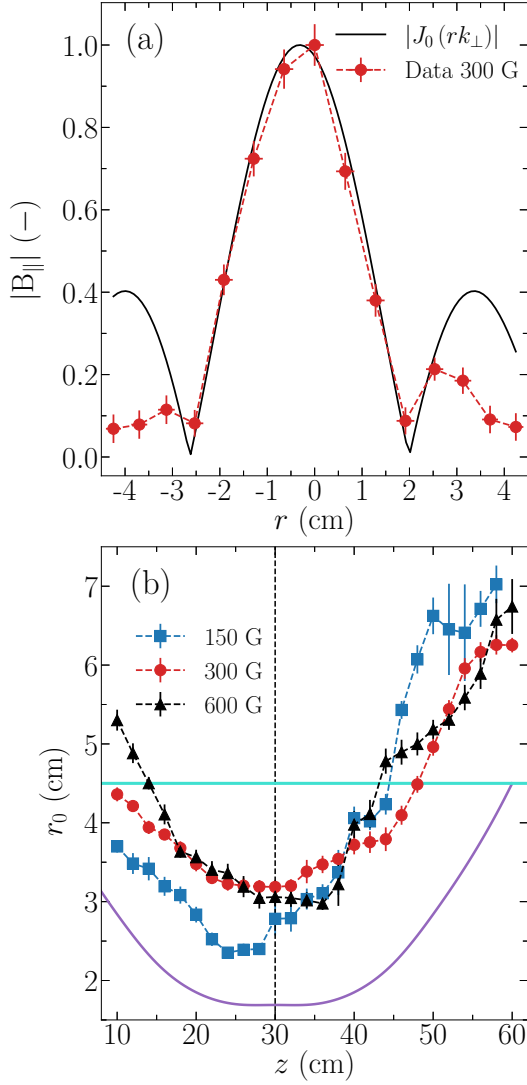 (a)
|J₀(rk⊥)|
Data 300 G
1.0
0.8
0.6
0.4
0.2
0.0
|B∥| (−)
-4 -3 -2 -1 0 1 2 3 4
r (cm)
(b)
150 G
300 G
600 G
7
6
5
4
3
2
r₀ (cm)
10 20 30 40 50 60
z (cm)